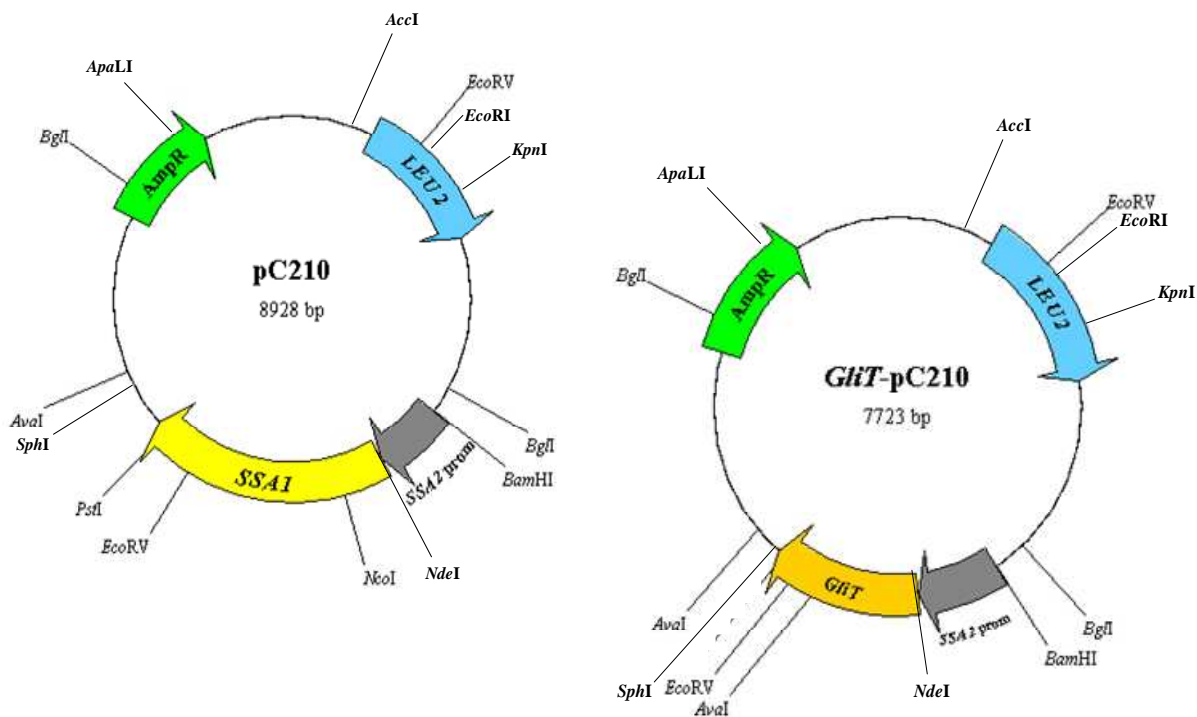 AccI
ApaLI
EcoRV
EcoRI
KpnI
BglI
AmpR
LEU2
pC210
8928 bp
AvaI
SphI
PstI
EcoRV
SSA1
NcoI
NdeI
SSA2 prom
BamHI
BglI
AccI
ApaLI
EcoRV
EcoRI
KpnI
BglI
AmpR
LEU2
GliT-pC210
7723 bp
AvaI
SphI
EcoRV
AvaI
GliT
NdeI
SSA2 prom
BamHI
BglI